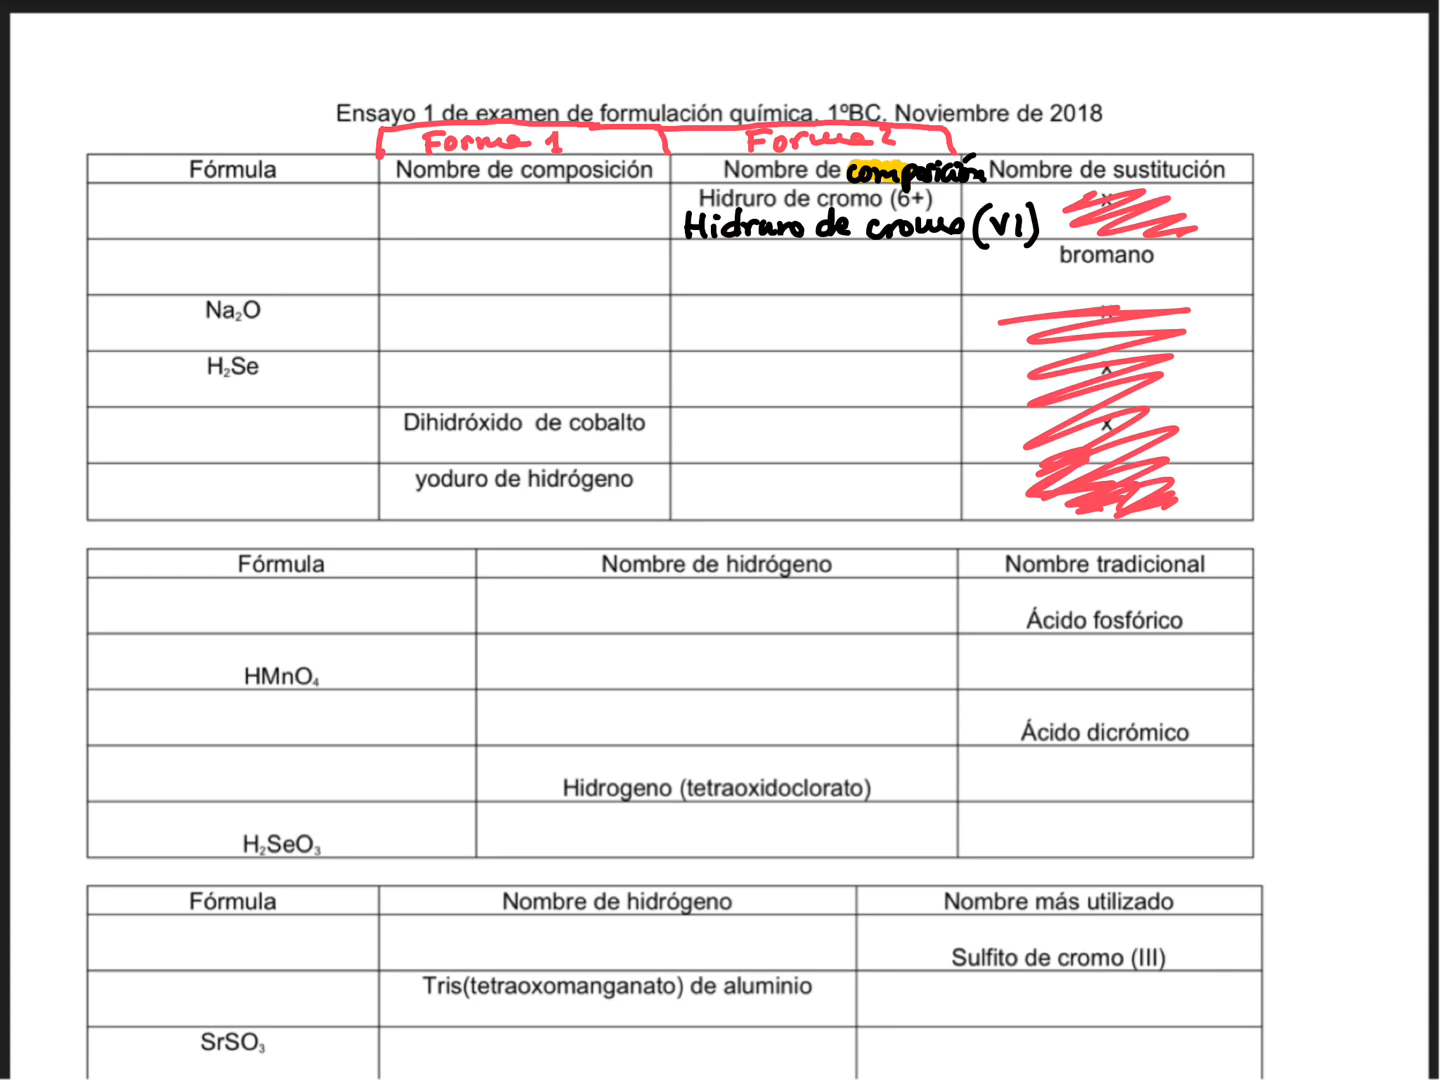 Ensayo 1 de examen de formulación química. 1ºBC. Noviembre de 2018
Forma 1 Forma 2
Fórmula Nombre de composición Nombre de composición Nombre de sustitución
Hidruro de cromo (6+) x
Hidruro de cromo (VI)
bromano
Na₂O
H₂Se x
Dihidróxido de cobalto x
yoduro de hidrógeno
Fórmula Nombre de hidrógeno Nombre tradicional
Ácido fosfórico
HMnO₄
Ácido dicrómico
Hidrogeno (tetraoxidoclorato)
H₂SeO₃
Fórmula Nombre de hidrógeno Nombre más utilizado
Sulfito de cromo (III)
Tris(tetraoxomanganato) de aluminio
SrSO₃